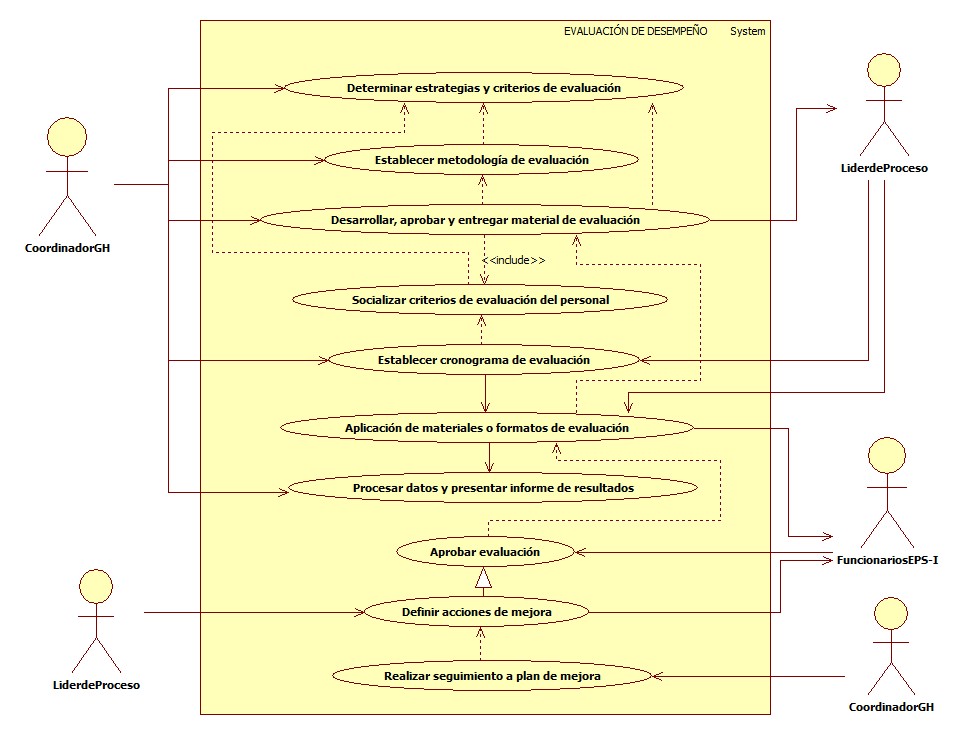 EVALUACIÓN DE DESEMPEÑO System
Determinar estrategias y criterios de evaluación
Establecer metodología de evaluación
LiderdeProceso
Desarrollar, aprobar y entregar material de evaluación
CoordinadorGH
<<include>>
Socializar criterios de evaluación del personal
Establecer cronograma de evaluación
Aplicación de materiales o formatos de evaluación
Procesar datos y presentar informe de resultados
Aprobar evaluación
FuncionariosEPS-I
Definir acciones de mejora
Realizar seguimiento a plan de mejora
LiderdeProceso
CoordinadorGH